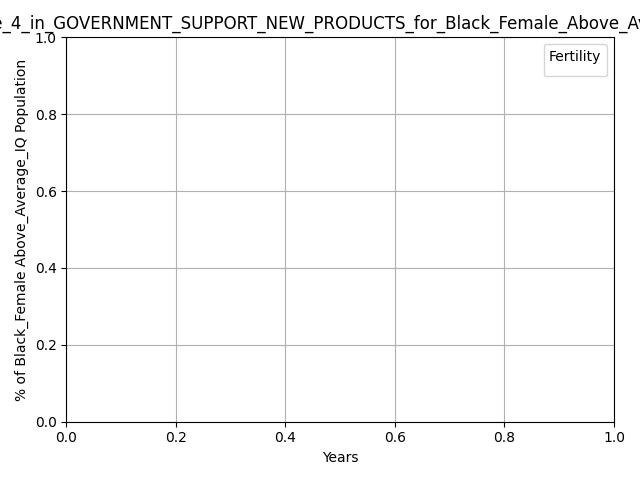 e_4_in_GOVERNMENT_SUPPORT_NEW_PRODUCTS_for_Black_Female_Above_Av
Fertility
% of Black_Female Above_Average_IQ Population
1.0
0.8
0.6
0.4
0.2
0.0
0.0 0.2 0.4 0.6 0.8 1.0
Years